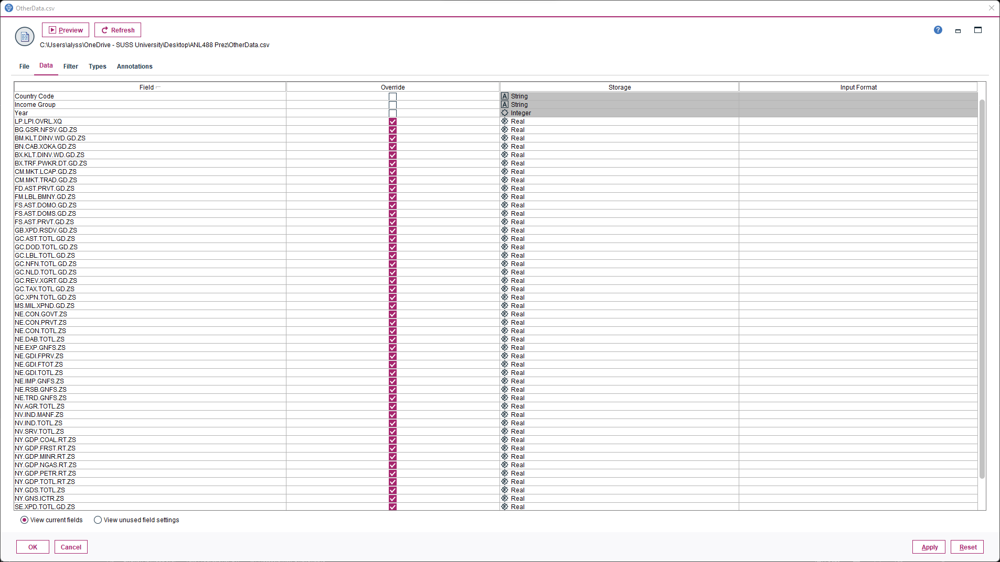 OtherData.csv
Preview Refresh
C:\Users\alyss\OneDrive - SUSS University\Desktop\ANL488 Prez\OtherData.csv
File Data Filter Types Annotations
Field Override Storage Input Format
Country Code A String
Income Group A String
Year Integer
LP.LPI.OVRL.XQ Real
BG.GSR.NFSV.GD.ZS Real
BM.KLT.DINV.WD.GD.ZS Real
BN.CAB.XOKA.GD.ZS Real
BX.KLT.DINV.WD.GD.ZS Real
BX.TRF.PWKR.DT.GD.ZS Real
CM.MKT.LCAP.GD.ZS Real
CM.MKT.TRAD.GD.ZS Real
FD.AST.PRVT.GD.ZS Real
FM.LBL.BMNY.GD.ZS Real
FS.AST.DOMO.GD.ZS Real
FS.AST.DOMS.GD.ZS Real
FS.AST.PRVT.GD.ZS Real
GB.XPD.RSDV.GD.ZS Real
GC.AST.TOTL.GD.ZS Real
GC.DOD.TOTL.GD.ZS Real
GC.LBL.TOTL.GD.ZS Real
GC.NFN.TOTL.GD.ZS Real
GC.NLD.TOTL.GD.ZS Real
GC.REV.XGRT.GD.ZS Real
GC.TAX.TOTL.GD.ZS Real
GC.XPN.TOTL.GD.ZS Real
MS.MIL.XPND.GD.ZS Real
NE.CON.GOVT.ZS Real
NE.CON.PRVT.ZS Real
NE.CON.TOTL.ZS Real
NE.DAB.TOTL.ZS Real
NE.EXP.GNFS.ZS Real
NE.GDI.FPRV.ZS Real
NE.GDI.FTOT.ZS Real
NE.GDI.TOTL.ZS Real
NE.IMP.GNFS.ZS Real
NE.RSB.GNFS.ZS Real
NE.TRD.GNFS.ZS Real
NV.AGR.TOTL.ZS Real
NV.IND.MANF.ZS Real
NV.IND.TOTL.ZS Real
NV.SRV.TOTL.ZS Real
NY.GDP.COAL.RT.ZS Real
NY.GDP.FRST.RT.ZS Real
NY.GDP.MINR.RT.ZS Real
NY.GDP.NGAS.RT.ZS Real
NY.GDP.PETR.RT.ZS Real
NY.GDP.TOTL.RT.ZS Real
NY.GDS.TOTL.ZS Real
NY.GNS.ICTR.ZS Real
SE.XPD.TOTL.GD.ZS Real
View current fields View unused field settings
OK Cancel Apply Reset